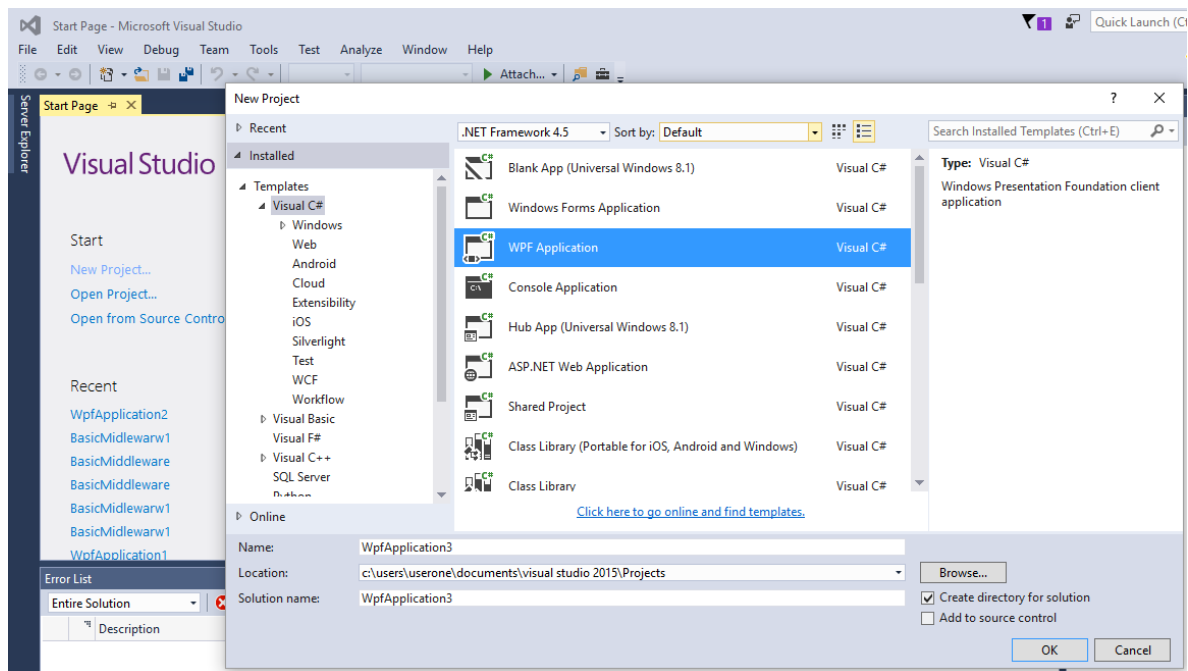 Start Page - Microsoft Visual Studio
1
Quick Launch (Ct
File Edit View Debug Team Tools Test Analyze Window Help
Attach...
Server Explorer
Start Page
Visual Studio
Start
New Project...
Open Project...
Open from Source Contro
Recent
WpfApplication2
BasicMidlewarw1
BasicMiddleware
BasicMiddleware
BasicMidlewarw1
BasicMidlewarw1
WpfApplication1
Error List
Entire Solution
Description
New Project
?
Recent
.NET Framework 4.5
Sort by: Default
Search Installed Templates (Ctrl+E)
Installed
Templates
Visual C#
Windows
Web
Android
Cloud
Extensibility
iOS
Silverlight
Test
WCF
Workflow
Visual Basic
Visual F#
Visual C++
SQL Server
Python
Online
C# Blank App (Universal Windows 8.1) Visual C#
C# Windows Forms Application Visual C#
C# WPF Application Visual C#
C# Console Application Visual C#
C# Hub App (Universal Windows 8.1) Visual C#
C# ASP.NET Web Application Visual C#
C# Shared Project Visual C#
C# Class Library (Portable for iOS, Android and Windows) Visual C#
C# Class Library Visual C#
Click here to go online and find templates.
Type: Visual C#
Windows Presentation Foundation client
application
Name: WpfApplication3
Location: c:\users\userone\documents\visual studio 2015\Projects
Browse...
Solution name: WpfApplication3
Create directory for solution
Add to source control
OK Cancel